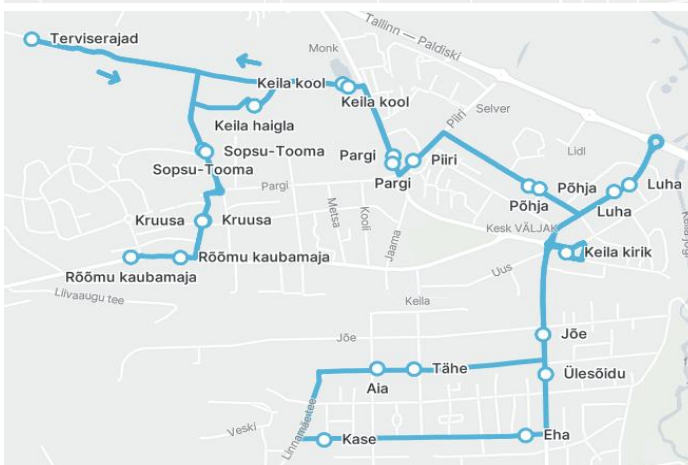 Tallinn — Paldiski
Terviserajad
Monk
Keila kool
Keila kool
Piiri
Selver
Keila haigla
Lidl
Sopsu-Tooma
Sopsu-Tooma
Pargi
Piiri
Pargi
Pargi
Põhja
Põhja
Luha
Luha
Metsa
Kooli
Jaama
Kruusa
Kruusa
Kesk VÄLJAK
Keila kirik
Rõõmu kaubamaja
Rõõmu kaubamaja
Uus
Liivaaugu tee
Keila
Jõe
Jõe
Aia
Tähe
Ülesõidu
Linnamäe tee
Veski
Kase
Eha